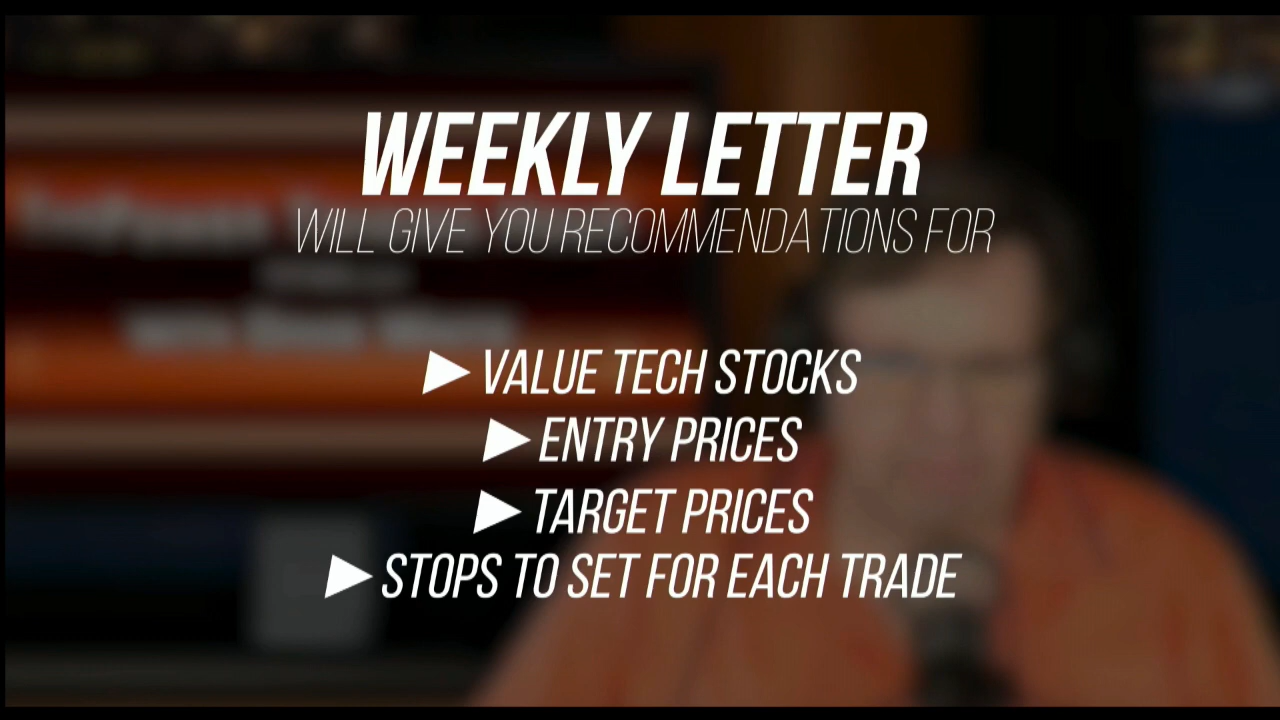 WEEKLY LETTER
WILL GIVE YOU RECOMMENDATIONS FOR
▶ VALUE TECH STOCKS
▶ ENTRY PRICES
▶ TARGET PRICES
▶ STOPS TO SET FOR EACH TRADE